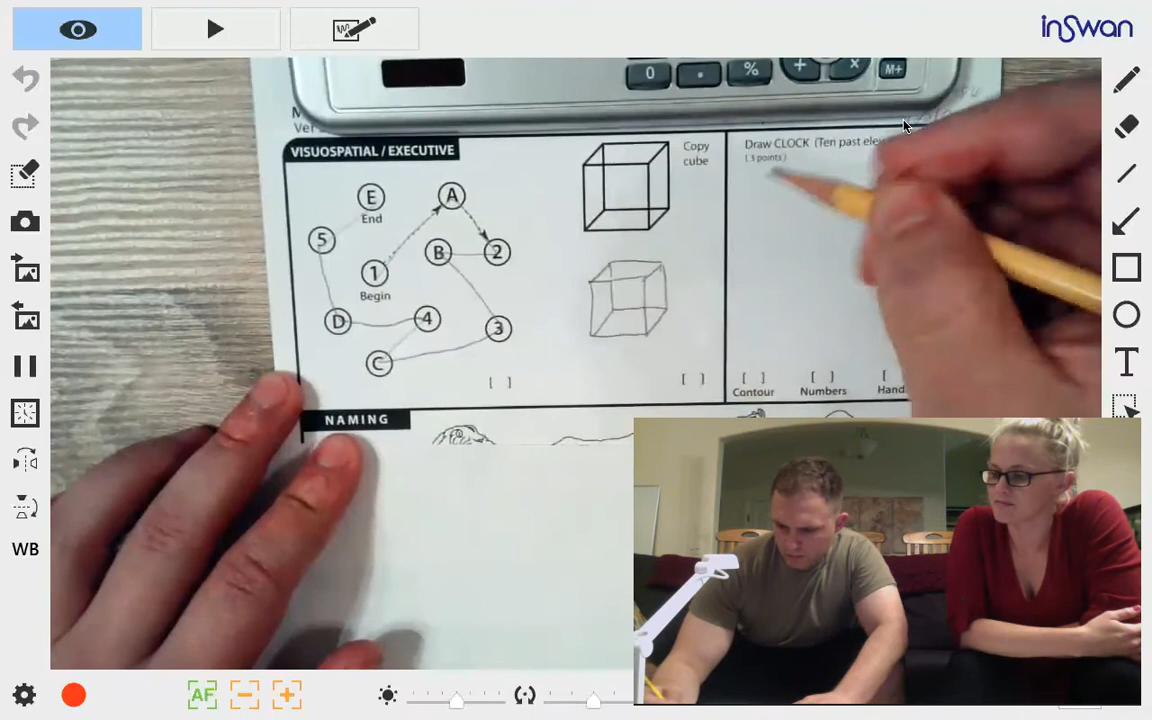 inswan
0 . % + × M+
VISUOSPATIAL / EXECUTIVE
Copy
cube
Draw CLOCK (Ten past
(3 points)
E
End
A
5
B
2
1
Begin
D
4
3
C
[ ]
[ ]
[ ] [ ] [
Contour Numbers Hand
NAMING
T
WB
AF